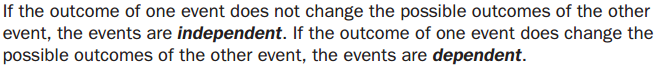 If the outcome of one event does not change the possible outcomes of the other
event, the events are independent. If the outcome of one event does change the
possible outcomes of the other event, the events are dependent.